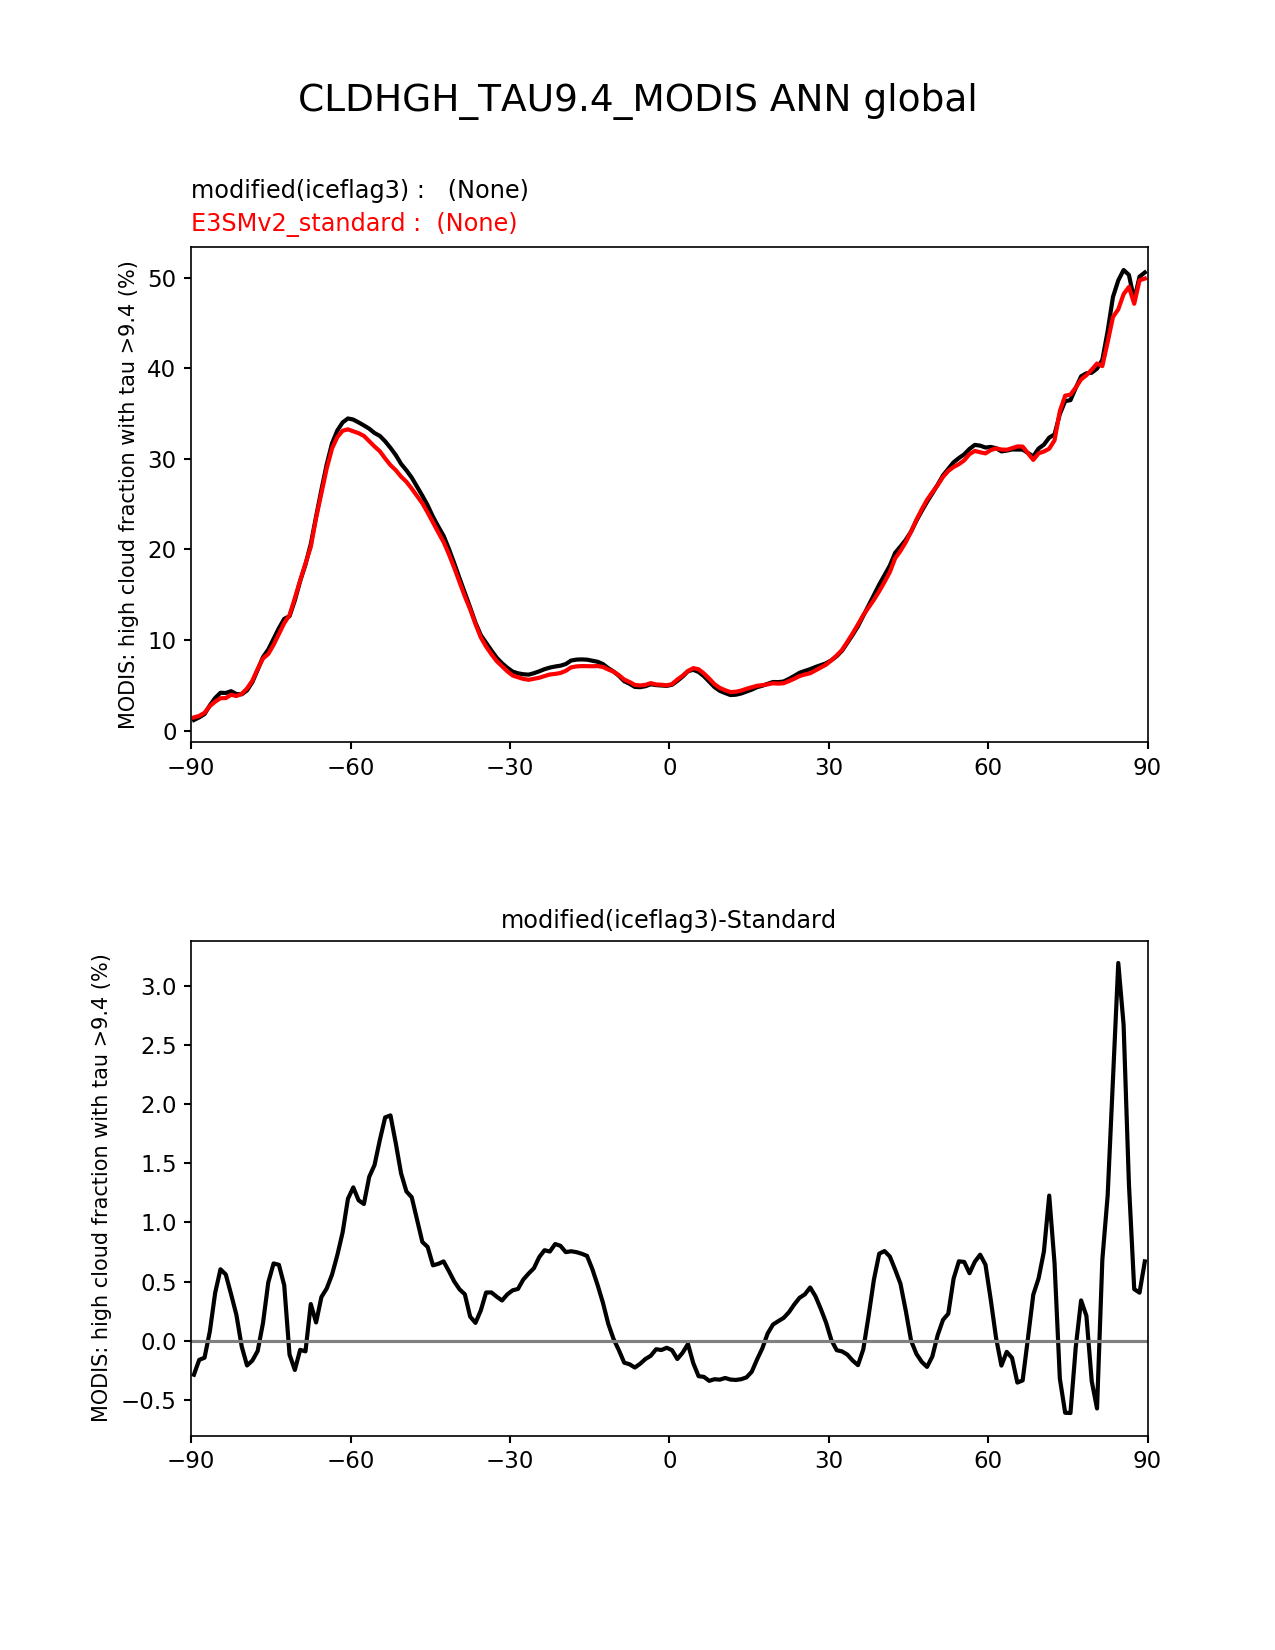 CLDHGH_TAU9.4_MODIS ANN global
modified(iceflag3) : (None)
E3SMv2_standard : (None)
MODIS: high cloud fraction with tau >9.4 (%)
50
40
30
20
10
0
−90 −60 −30 0 30 60 90
modified(iceflag3)-Standard
MODIS: high cloud fraction with tau >9.4 (%)
3.0
2.5
2.0
1.5
1.0
0.5
0.0
−0.5
−90 −60 −30 0 30 60 90